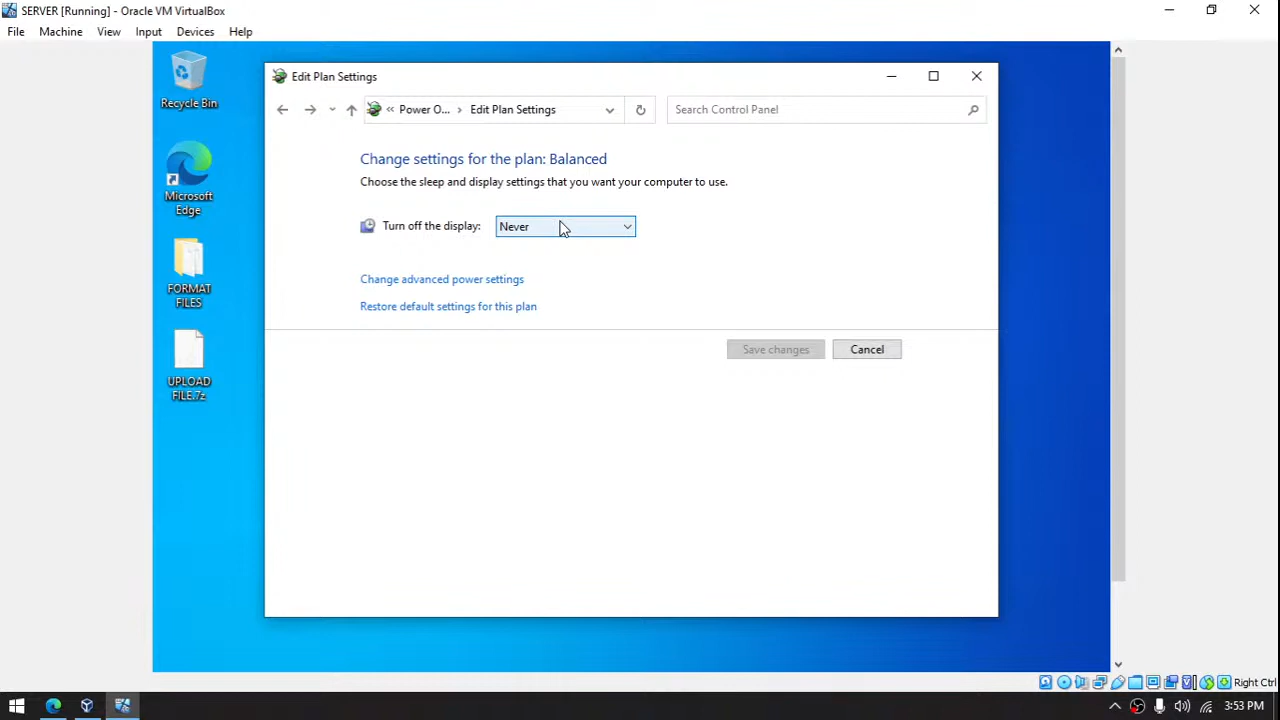 SERVER [Running] - Oracle VM VirtualBox
File Machine View Input Devices Help
Recycle Bin
Microsoft
Edge
FORMAT
FILES
UPLOAD
FILE.7z
Edit Plan Settings
« Power O... › Edit Plan Settings
Search Control Panel
Change settings for the plan: Balanced
Choose the sleep and display settings that you want your computer to use.
Turn off the display: Never
Change advanced power settings
Restore default settings for this plan
Save changes Cancel
Right Ctrl
3:53 PM